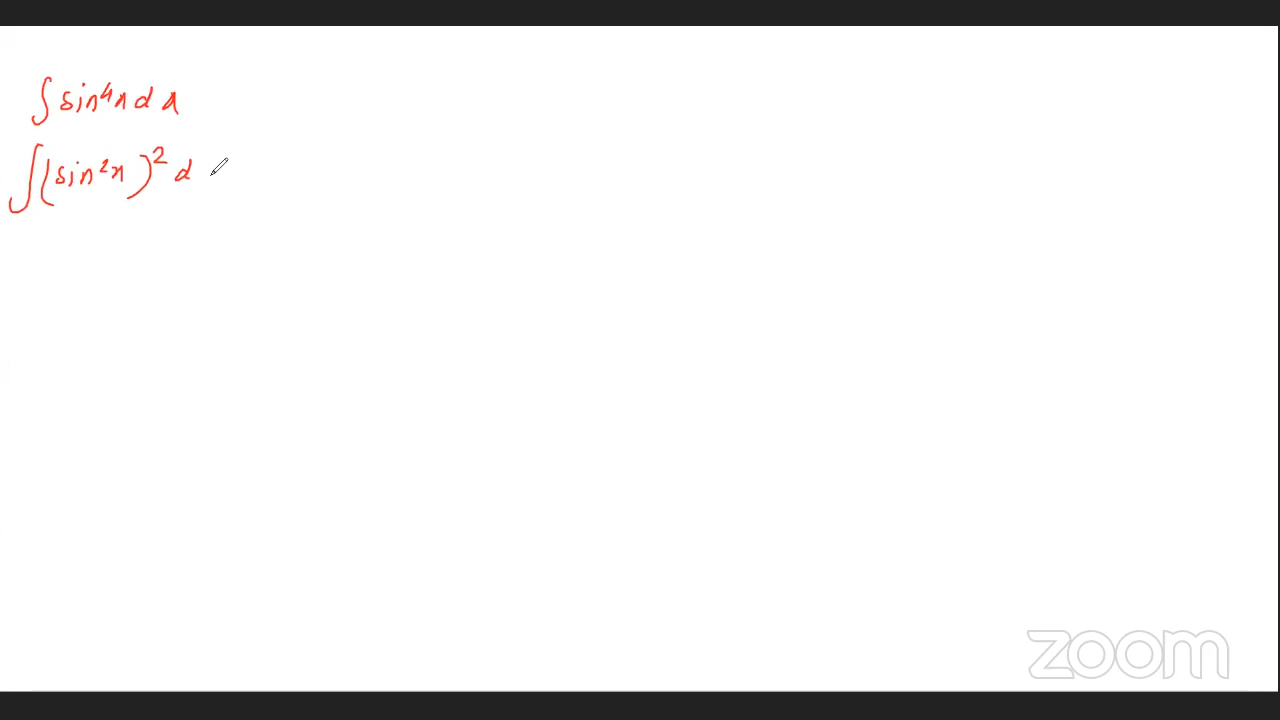 ∫ sin⁴x dx
∫ (sin²x)² d
zoom